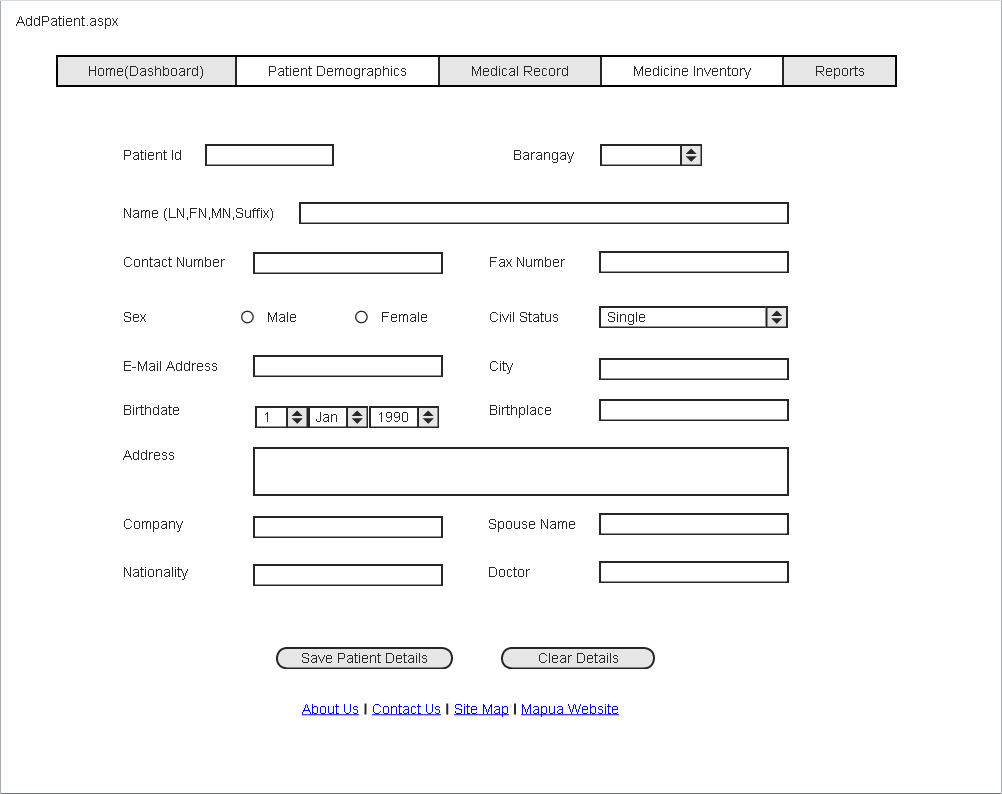 AddPatient.aspx
Home(Dashboard) Patient Demographics Medical Record Medicine Inventory Reports
Patient Id Barangay
Name (LN,FN,MN,Suffix)
Contact Number Fax Number
Sex Male Female Civil Status Single
E-Mail Address City
Birthdate 1 Jan 1990 Birthplace
Address
Company Spouse Name
Nationality Doctor
Save Patient Details Clear Details
About Us | Contact Us | Site Map | Mapua Website